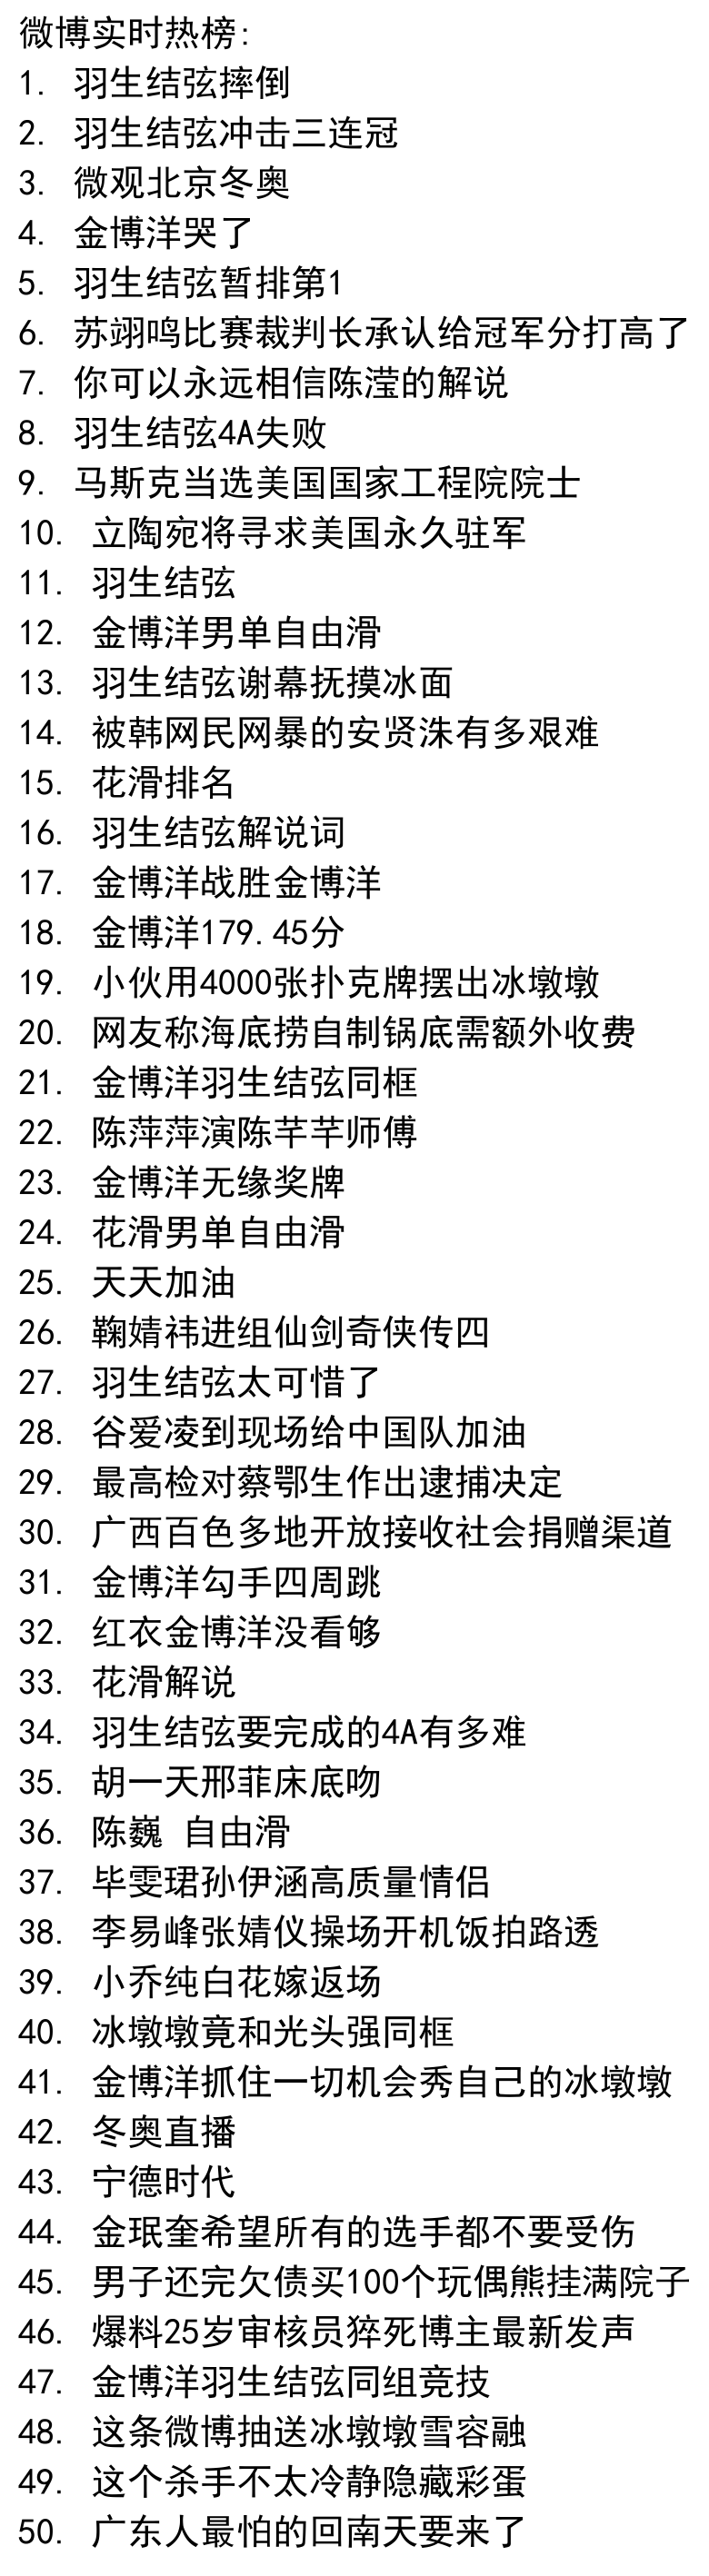 微博实时热榜:
1. 羽生结弦摔倒
2. 羽生结弦冲击三连冠
3. 微观北京冬奥
4. 金博洋哭了
5. 羽生结弦暂排第1
6. 苏翊鸣比赛裁判长承认给冠军分打高了
7. 你可以永远相信陈滢的解说
8. 羽生结弦4A失败
9. 马斯克当选美国国家工程院院士
10. 立陶宛将寻求美国永久驻军
11. 羽生结弦
12. 金博洋男单自由滑
13. 羽生结弦谢幕抚摸冰面
14. 被韩网民网暴的安贤洙有多艰难
15. 花滑排名
16. 羽生结弦解说词
17. 金博洋战胜金博洋
18. 金博洋179.45分
19. 小伙用4000张扑克牌摆出冰墩墩
20. 网友称海底捞自制锅底需额外收费
21. 金博洋羽生结弦同框
22. 陈萍萍演陈芊芊师傅
23. 金博洋无缘奖牌
24. 花滑男单自由滑
25. 天天加油
26. 鞠婧祎进组仙剑奇侠传四
27. 羽生结弦太可惜了
28. 谷爱凌到现场给中国队加油
29. 最高检对蔡鄂生作出逮捕决定
30. 广西百色多地开放接收社会捐赠渠道
31. 金博洋勾手四周跳
32. 红衣金博洋没看够
33. 花滑解说
34. 羽生结弦要完成的4A有多难
35. 胡一天邢菲床底吻
36. 陈巍 自由滑
37. 毕雯珺孙伊涵高质量情侣
38. 李易峰张婧仪操场开机饭拍路透
39. 小乔纯白花嫁返场
40. 冰墩墩竟和光头强同框
41. 金博洋抓住一切机会秀自己的冰墩墩
42. 冬奥直播
43. 宁德时代
44. 金珉奎希望所有的选手都不要受伤
45. 男子还完欠债买100个玩偶熊挂满院子
46. 爆料25岁审核员猝死博主最新发声
47. 金博洋羽生结弦同组竞技
48. 这条微博抽送冰墩墩雪容融
49. 这个杀手不太冷静隐藏彩蛋
50. 广东人最怕的回南天要来了